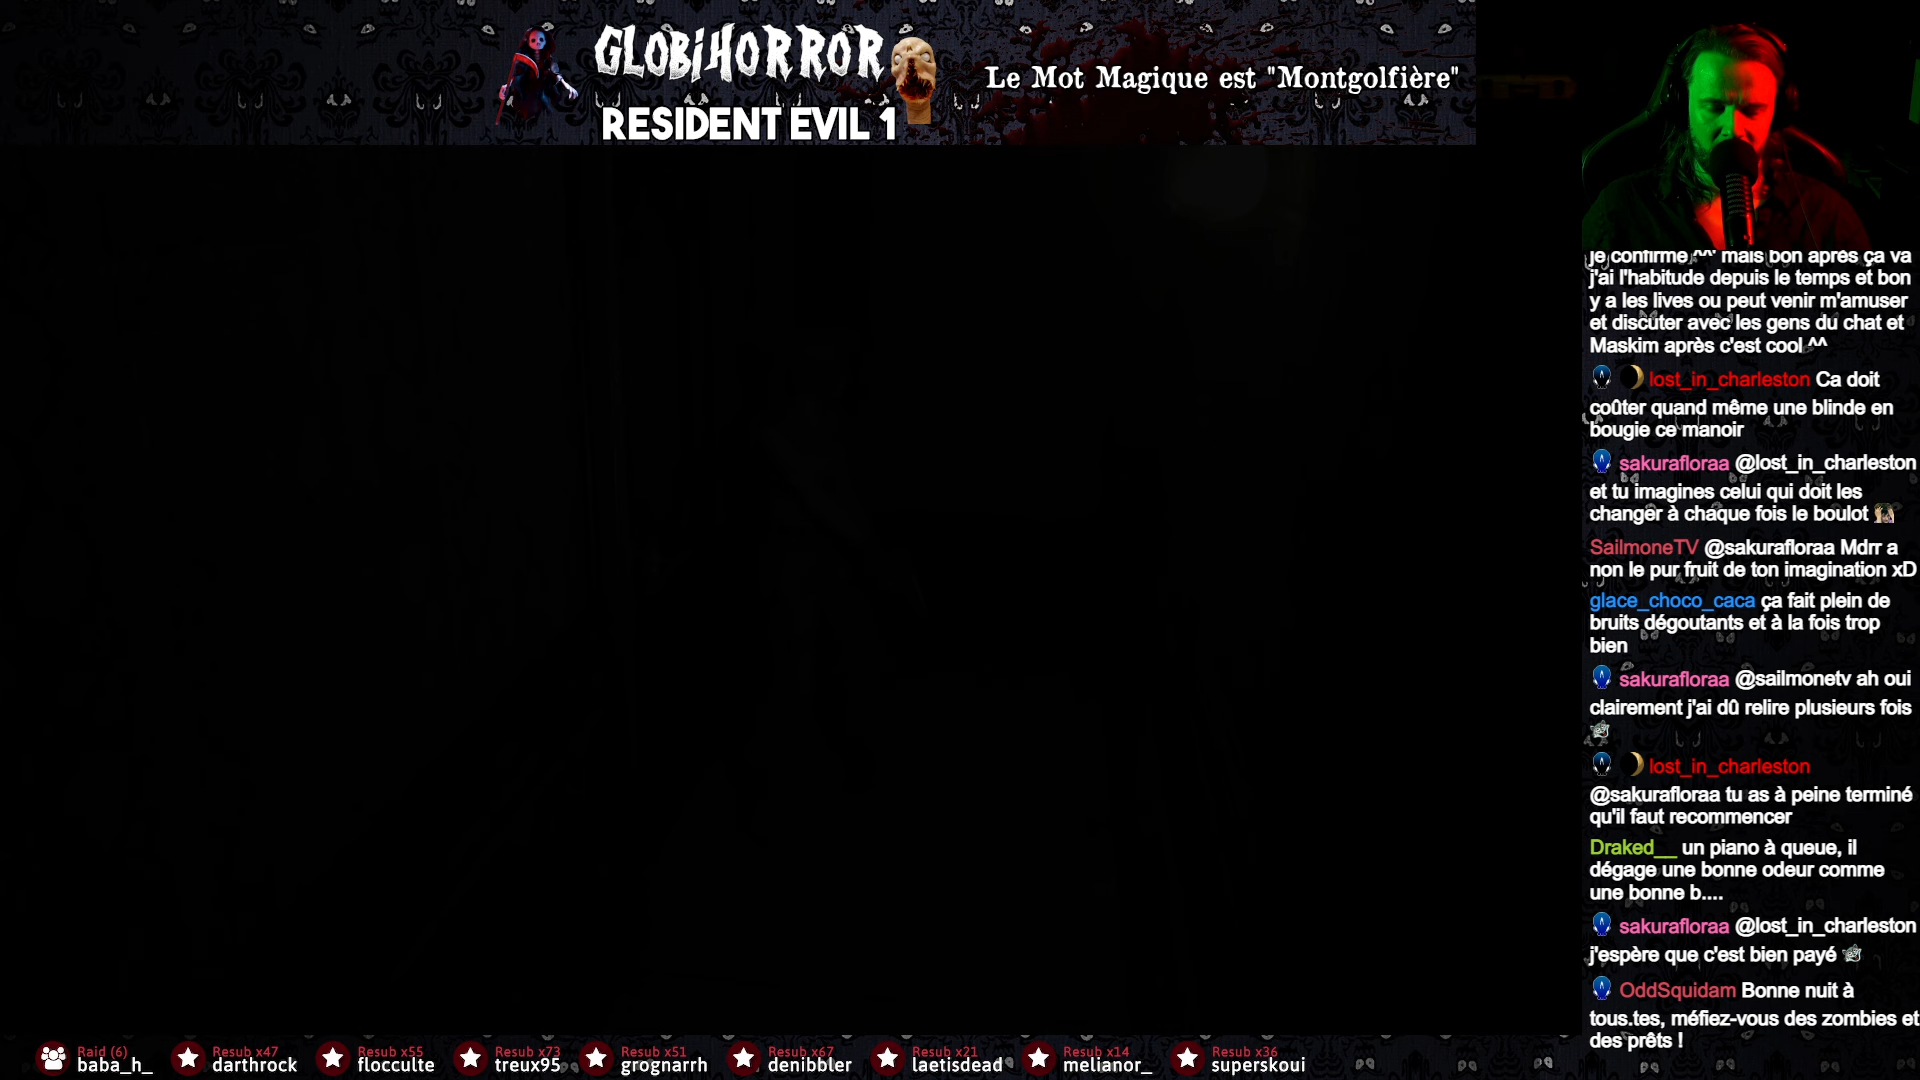 GLOBiHORROR
RESIDENT EVIL 1
Le Mot Magique est "Montgolfière"
je confirme ^^' mais bon après ça va
j'ai l'habitude depuis le temps et bon
y a les lives ou peut venir m'amuser
et discuter avec les gens du chat et
Maskim après c'est cool ^^
lost_in_charleston Ca doit
coûter quand même une blinde en
bougie ce manoir
sakurafloraa @lost_in_charleston
et tu imagines celui qui doit les
changer à chaque fois le boulot
SailmoneTV @sakurafloraa Mdrr a
non le pur fruit de ton imagination xD
glace_choco_caca ça fait plein de
bruits dégoutants et à la fois trop
bien
sakurafloraa @sailmonetv ah oui
clairement j'ai dû relire plusieurs fois
lost_in_charleston
@sakurafloraa tu as à peine terminé
qu'il faut recommencer
Draked__ un piano à queue, il
dégage une bonne odeur comme
une bonne b....
sakurafloraa @lost_in_charleston
j'espère que c'est bien payé
OddSquidam Bonne nuit à
tous.tes, méfiez-vous des zombies et
des prêts !
Raid (6)
baba_h_
Resub x47
darthrock
Resub x55
flocculte
Resub x73
treux95
Resub x51
grognarrh
Resub x67
denibbler
Resub x21
laetisdead
Resub x14
melianor_
Resub x36
superskoui